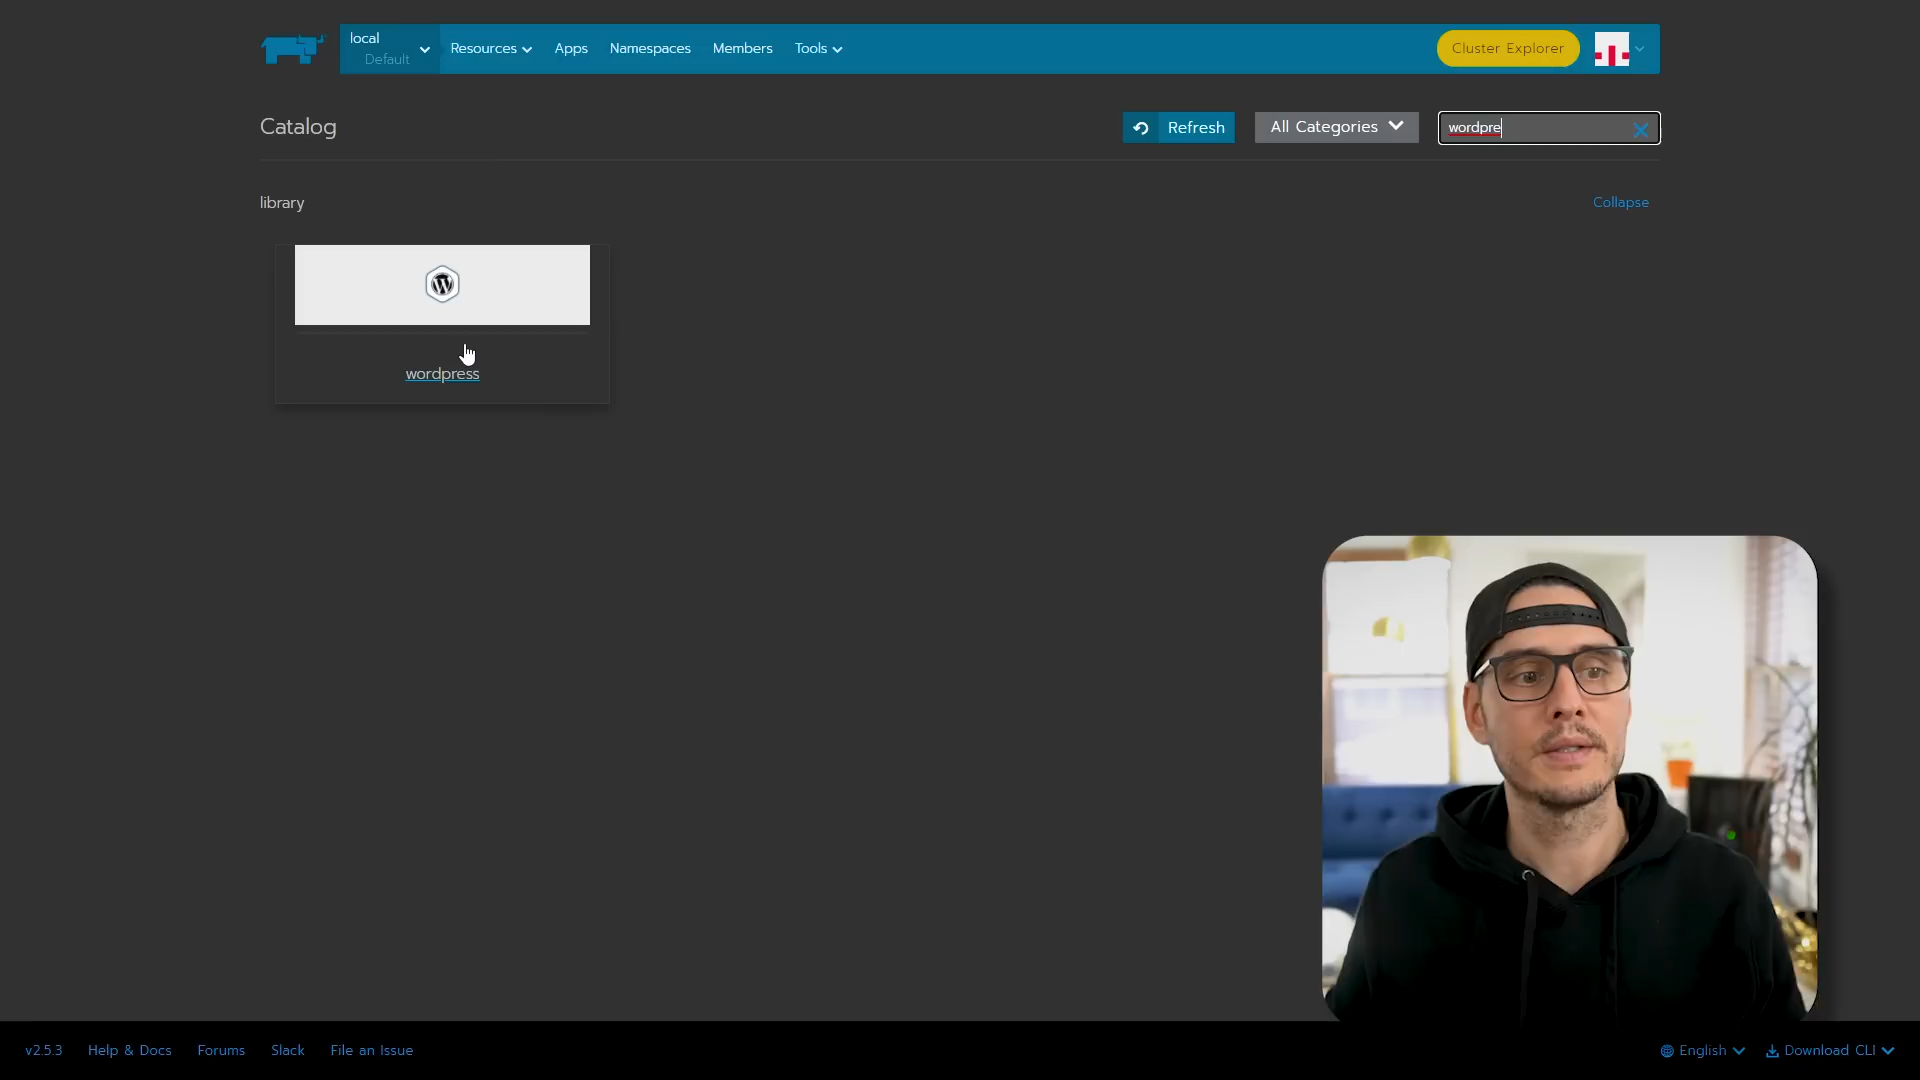 local
Default
Resources
Apps
Namespaces
Members
Tools
Cluster Explorer
Catalog
Refresh
All Categories
wordpre
library
Collapse
wordpress
v2.5.3
Help & Docs
Forums
Slack
File an Issue
English
Download CLI